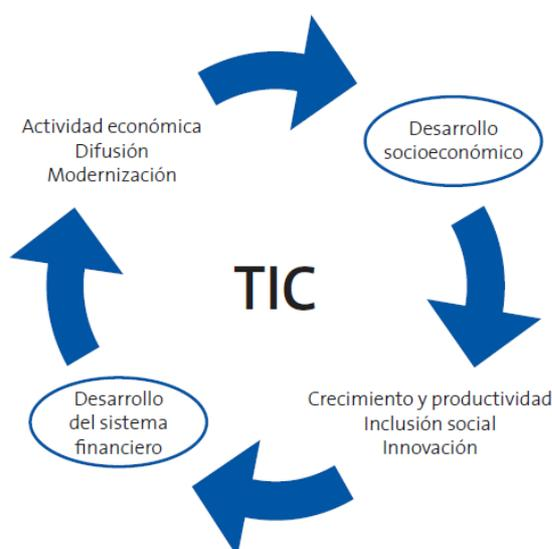 Actividad económica
Difusión
Modernización
Desarrollo
socioeconómico
TIC
Desarrollo
del sistema
financiero
Crecimiento y productividad
Inclusión social
Innovación